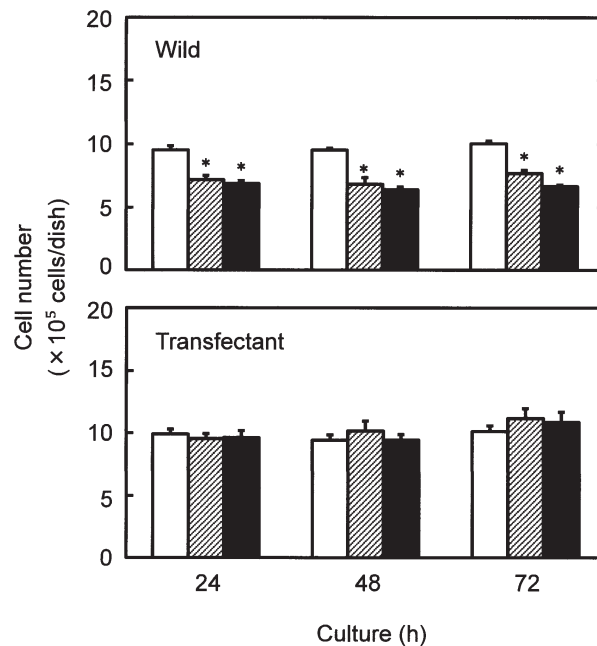 20
Wild
15
10
* * * * * *
5
0
Cell number
(×10⁵ cells/dish)
20
Transfectant
15
10
5
0
24 48 72
Culture (h)